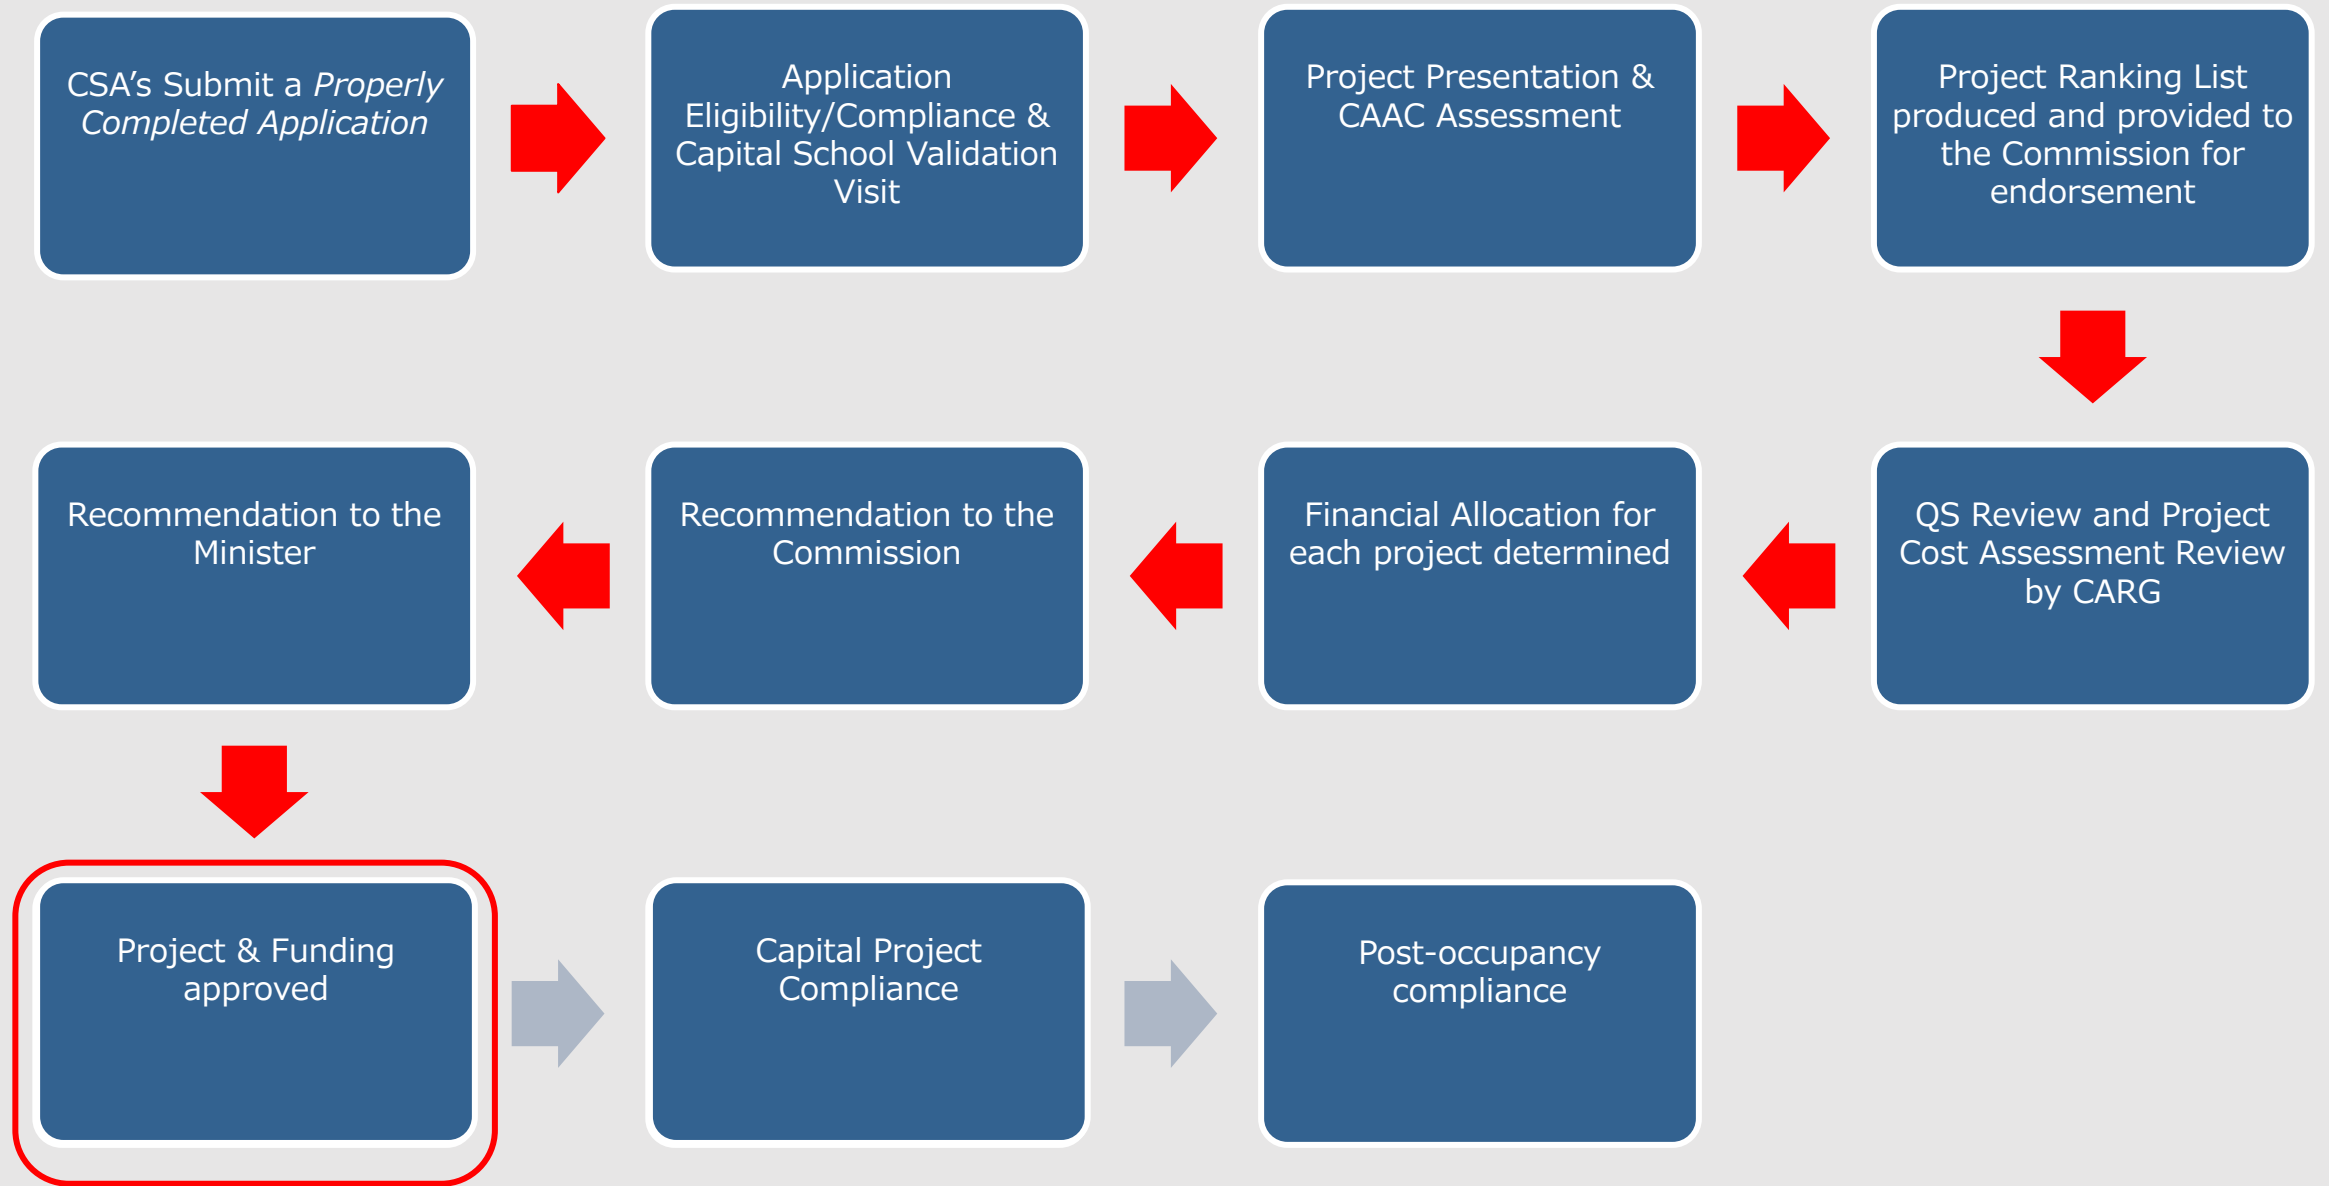 CSA’s Submit a Properly
Completed Application
Application
Eligibility/Compliance &
Capital School Validation
Visit
Project Presentation &
CAAC Assessment
Project Ranking List
produced and provided to
the Commission for
endorsement
QS Review and Project
Cost Assessment Review
by CARG
Financial Allocation for
each project determined
Recommendation to the
Commission
Recommendation to the
Minister
Project & Funding
approved
Capital Project
Compliance
Post-occupancy
compliance